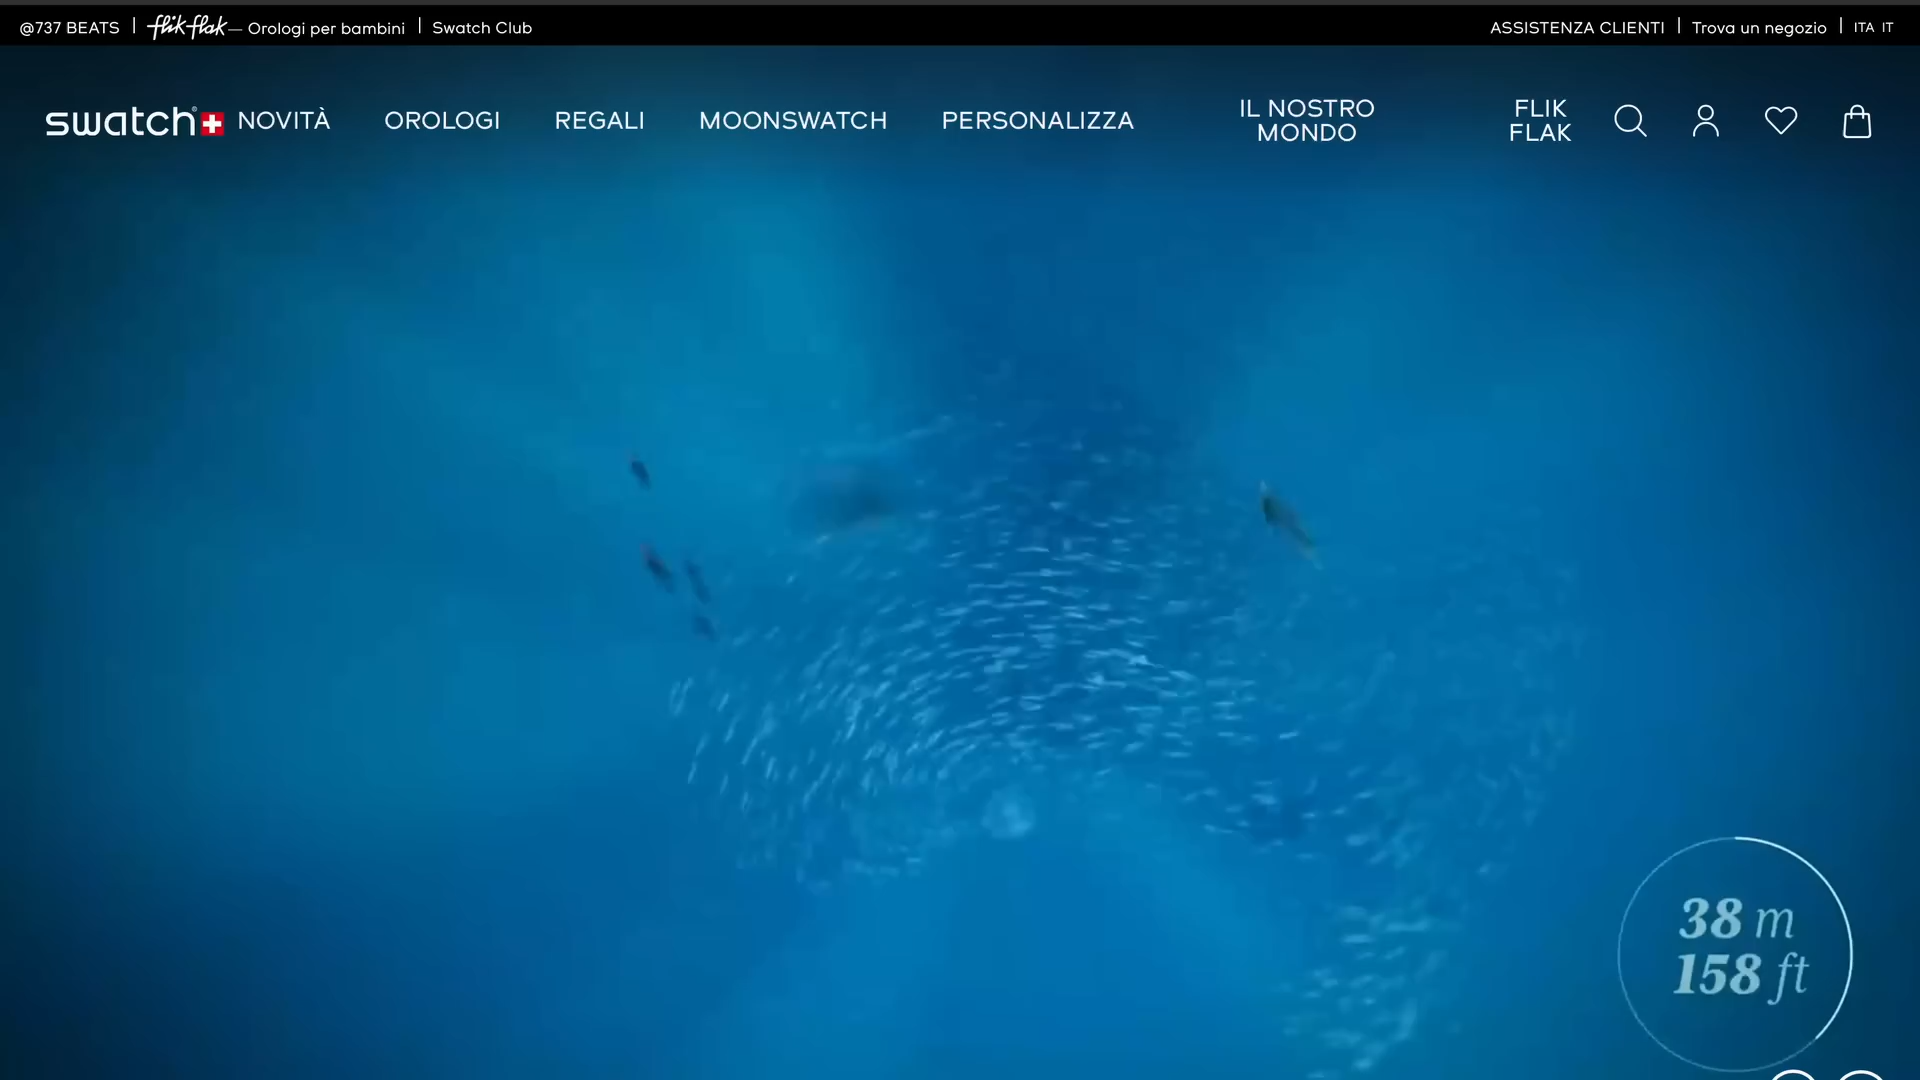 @737 BEATS
flik flak — Orologi per bambini
Swatch Club
ASSISTENZA CLIENTI
Trova un negozio
ITA IT
swatch®
NOVITÀ
OROLOGI
REGALI
MOONSWATCH
PERSONALIZZA
IL NOSTRO
MONDO
FLIK
FLAK
38 m
158 ft